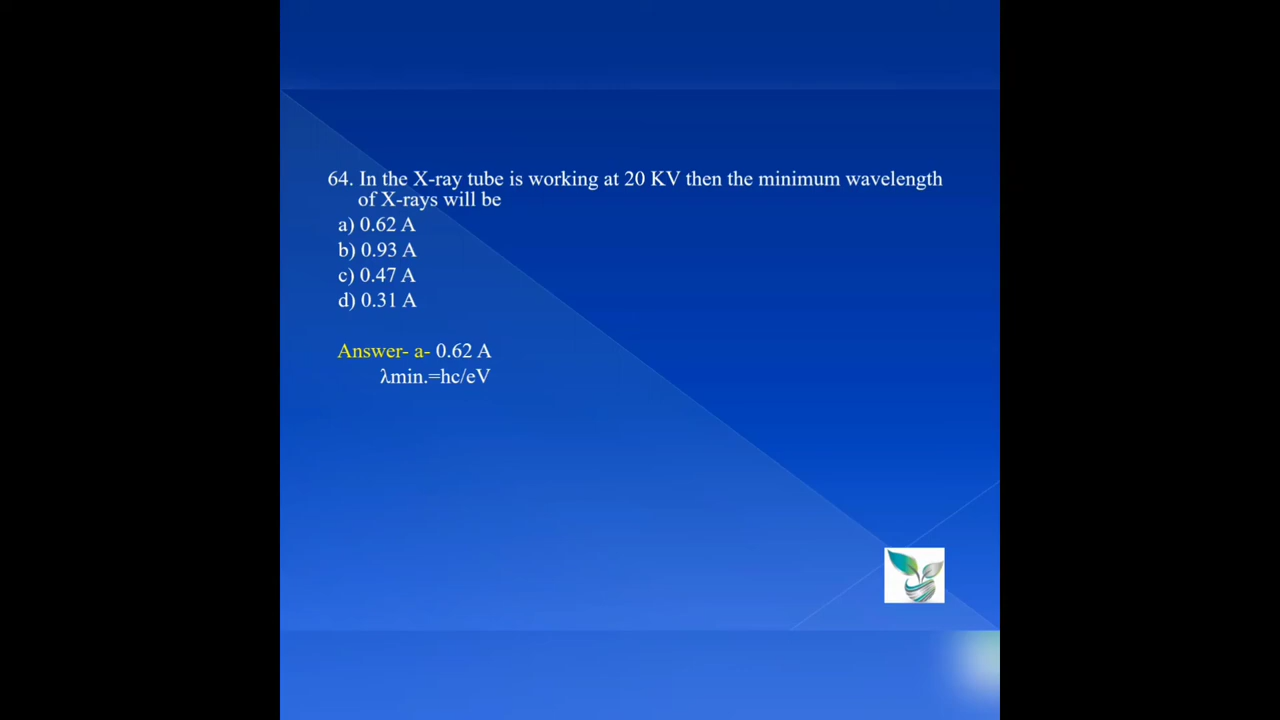 64. In the X-ray tube is working at 20 KV then the minimum wavelength
of X-rays will be
a) 0.62 A
b) 0.93 A
c) 0.47 A
d) 0.31 A
Answer- a- 0.62 A
λmin.=hc/eV